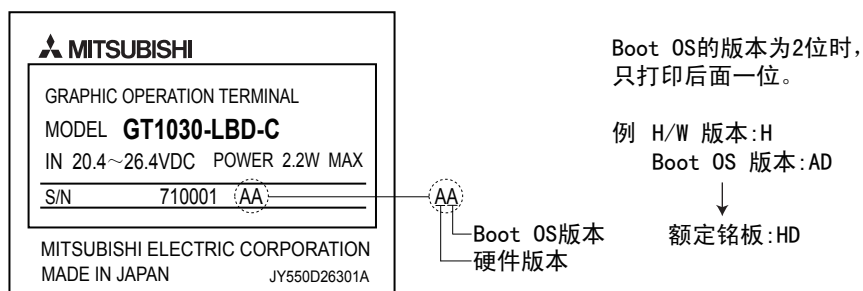 MITSUBISHI
GRAPHIC OPERATION TERMINAL
MODEL GT1030-LBD-C
IN 20.4～26.4VDC POWER 2.2W MAX
S/N 710001 AA
MITSUBISHI ELECTRIC CORPORATION
MADE IN JAPAN JY550D26301A
AA
Boot OS版本
硬件版本
Boot OS的版本为2位时，
只打印后面一位。
例 H/W 版本:H
Boot OS 版本:AD
额定铭板:HD